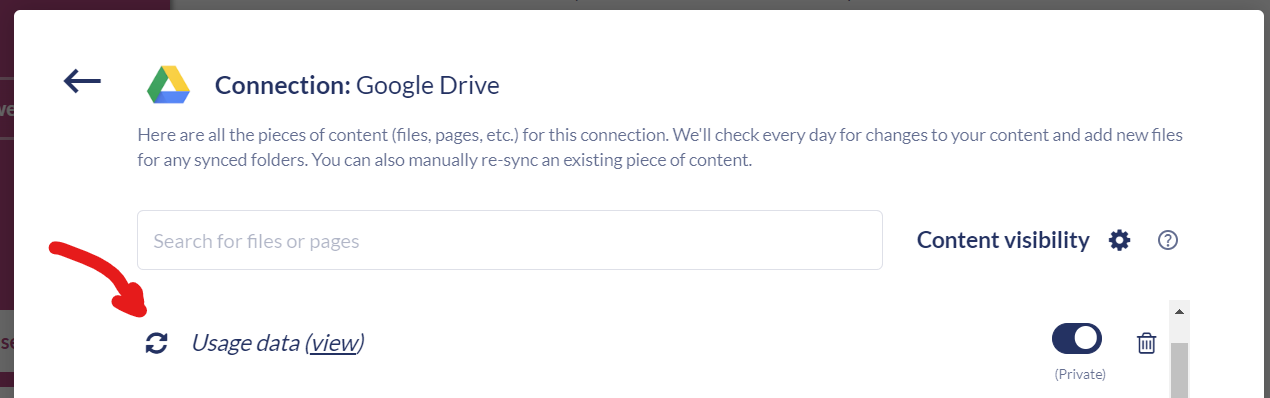 Connection: Google Drive
Here are all the pieces of content (files, pages, etc.) for this connection. We'll check every day for changes to your content and add new files
for any synced folders. You can also manually re-sync an existing piece of content.
Search for files or pages
Content visibility
Usage data (view)
(Private)